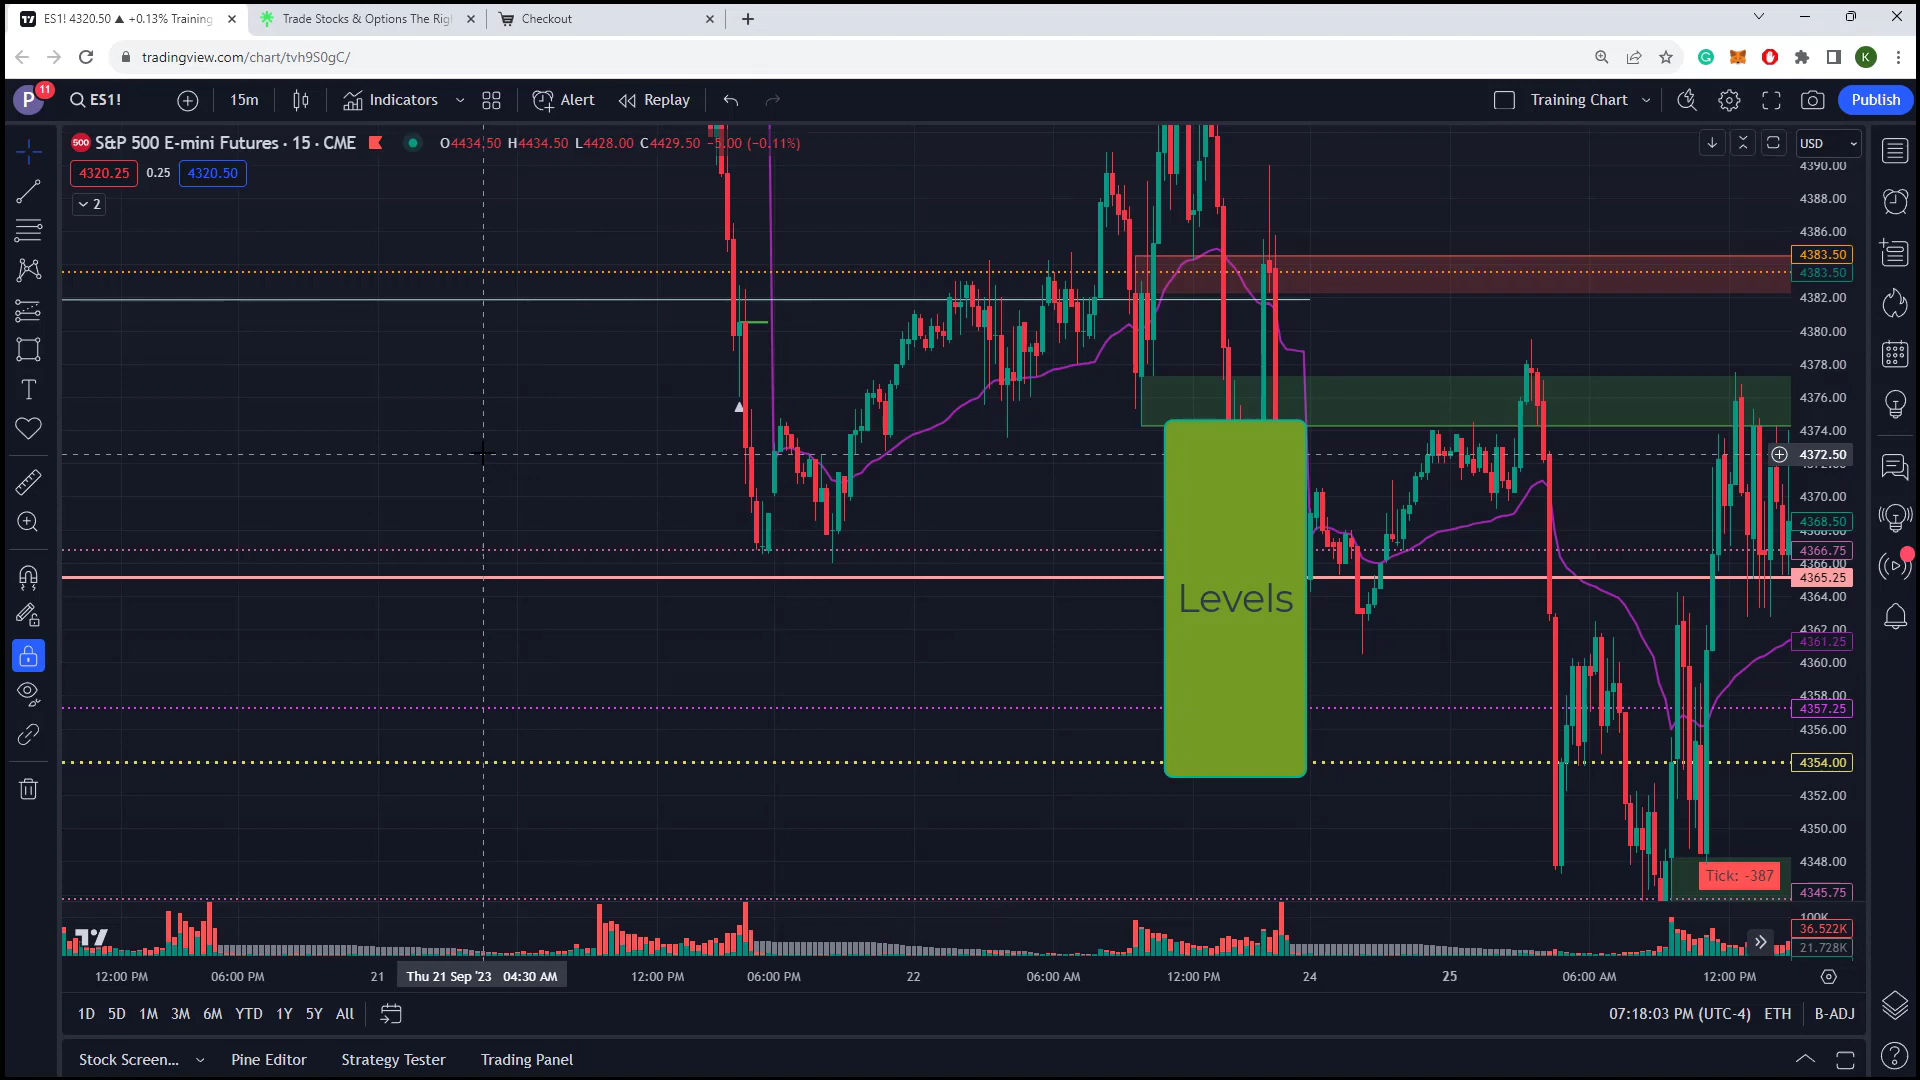 ES1! 4320.50 ▲ +0.13% Training
Trade Stocks & Options The Rig
Checkout
tradingview.com/chart/tvh9S0gC/
K
P
11
ES1!
15m
Indicators
Alert
Replay
Training Chart
Publish
500 S&P 500 E-mini Futures · 15 · CME
O4434.50 H4434.50 L4428.00 C4429.50 −5.00 (−0.11%)
USD
4320.25 0.25 4320.50
2
4390.00
4388.00
4386.00
4383.50
4383.50
4382.00
4380.00
4378.00
4376.00
4374.00
4372.50
4370.00
4368.50
4366.75
4366.00
4365.25
4364.00
4362.00
4361.25
4360.00
4358.00
4357.25
4356.00
4354.00
4352.00
4350.00
4348.00
4345.75
Levels
Tick: -387
100K
36.522K
21.728K
12:00 PM 06:00 PM 21 Thu 21 Sep '23 04:30 AM 12:00 PM 06:00 PM 22 06:00 AM 12:00 PM 24 25 06:00 AM 12:00 PM
1D 5D 1M 3M 6M YTD 1Y 5Y All
07:18:03 PM (UTC-4) ETH B-ADJ
Stock Screen... Pine Editor Strategy Tester Trading Panel